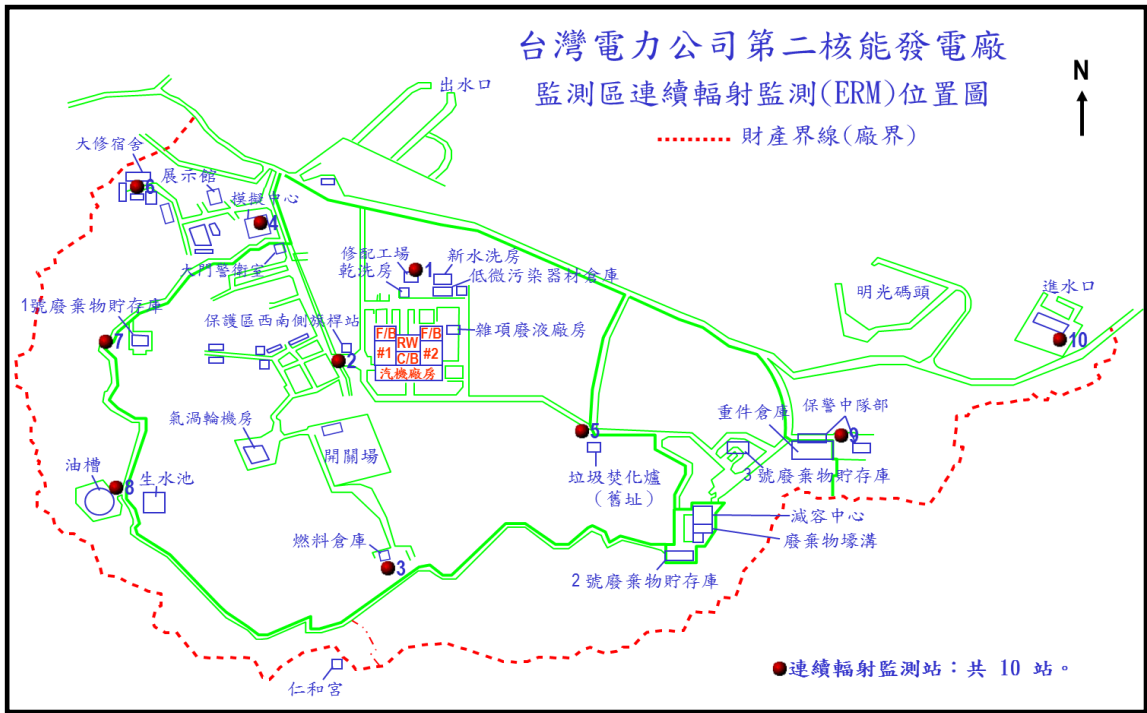 台灣電力公司第二核能發電廠
監測區連續輻射監測(ERM)位置圖
N
財產界線(廠界)
出水口
大修宿舍
6
展示館
模擬中心
4
大門警衛室
修配工場
1
新水洗房
乾洗房
低微污染器材倉庫
明光碼頭
進水口
10
1號廢棄物貯存庫
7
保護區西南側旗桿站
2
F/B
F/B
雜項廢液廠房
#1
RW
#2
C/B
汽機廠房
氣渦輪機房
開關場
5
垃圾焚化爐
(舊址)
重件倉庫
保警中隊部
9
3號廢棄物貯存庫
油槽
8
生水池
減容中心
廢棄物壕溝
燃料倉庫
3
2號廢棄物貯存庫
仁和宮
連續輻射監測站：共 10 站。